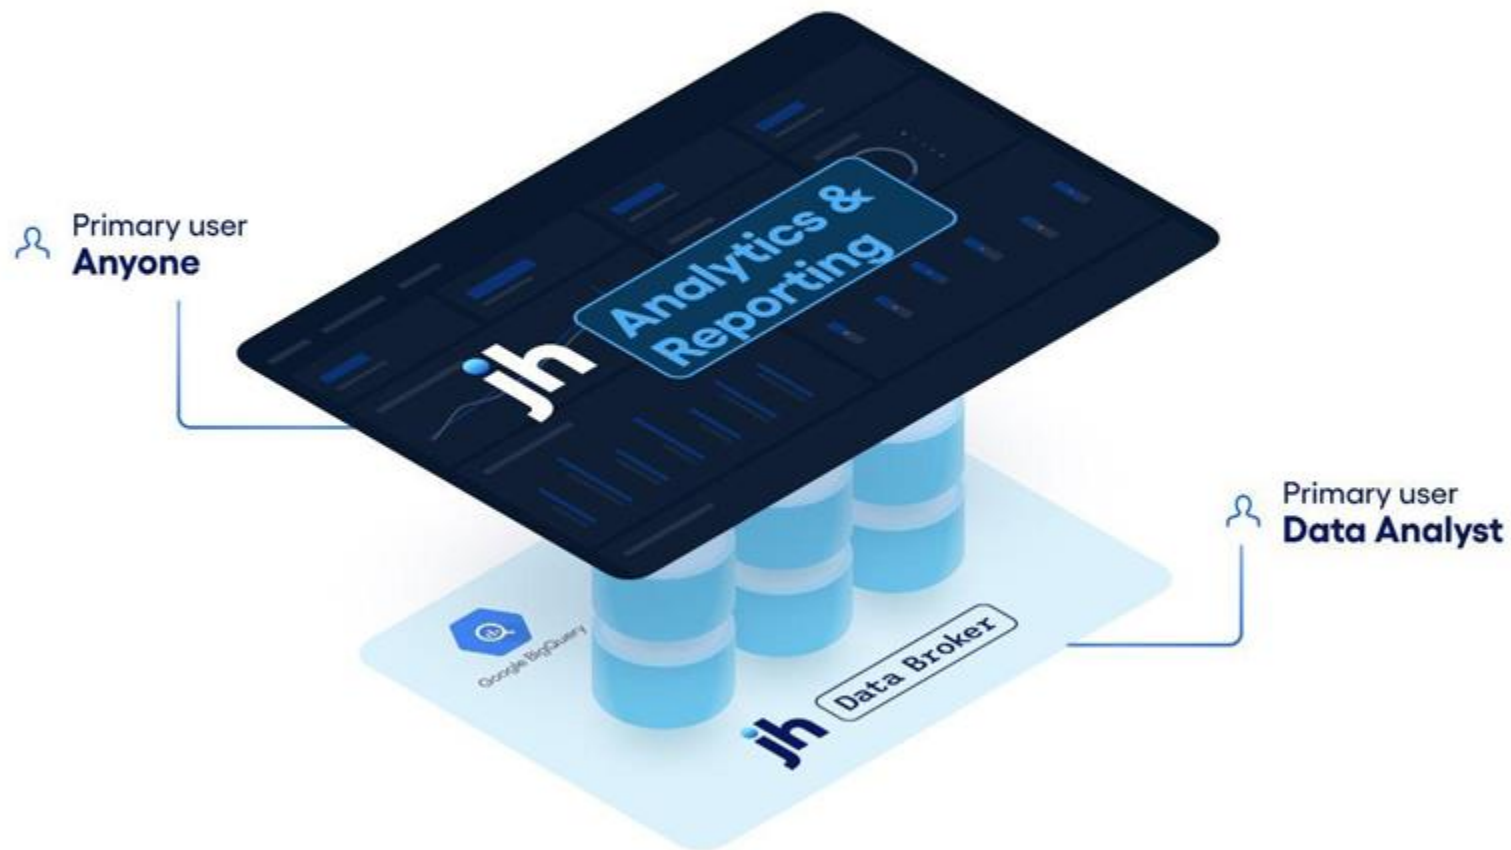 Primary user
Anyone
jh
Analytics &
Reporting
Primary user
Data Analyst
Google BigQuery
jh
Data Broker